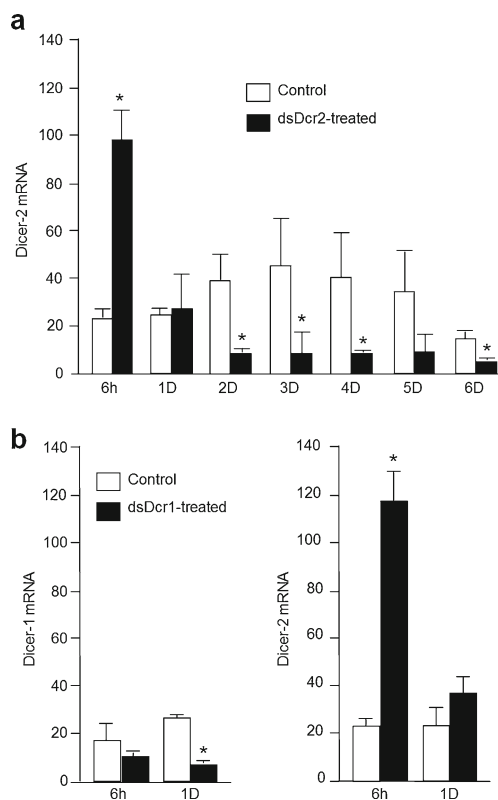 a
140
120
100
80
60
40
20
0
Dicer-2 mRNA
Control
dsDcr2-treated
*
*
*
*
*
6h 1D 2D 3D 4D 5D 6D
b
140
120
100
80
60
40
20
0
Dicer-1 mRNA
Control
dsDcr1-treated
*
6h 1D
140
120
100
80
60
40
20
0
Dicer-2 mRNA
*
6h 1D